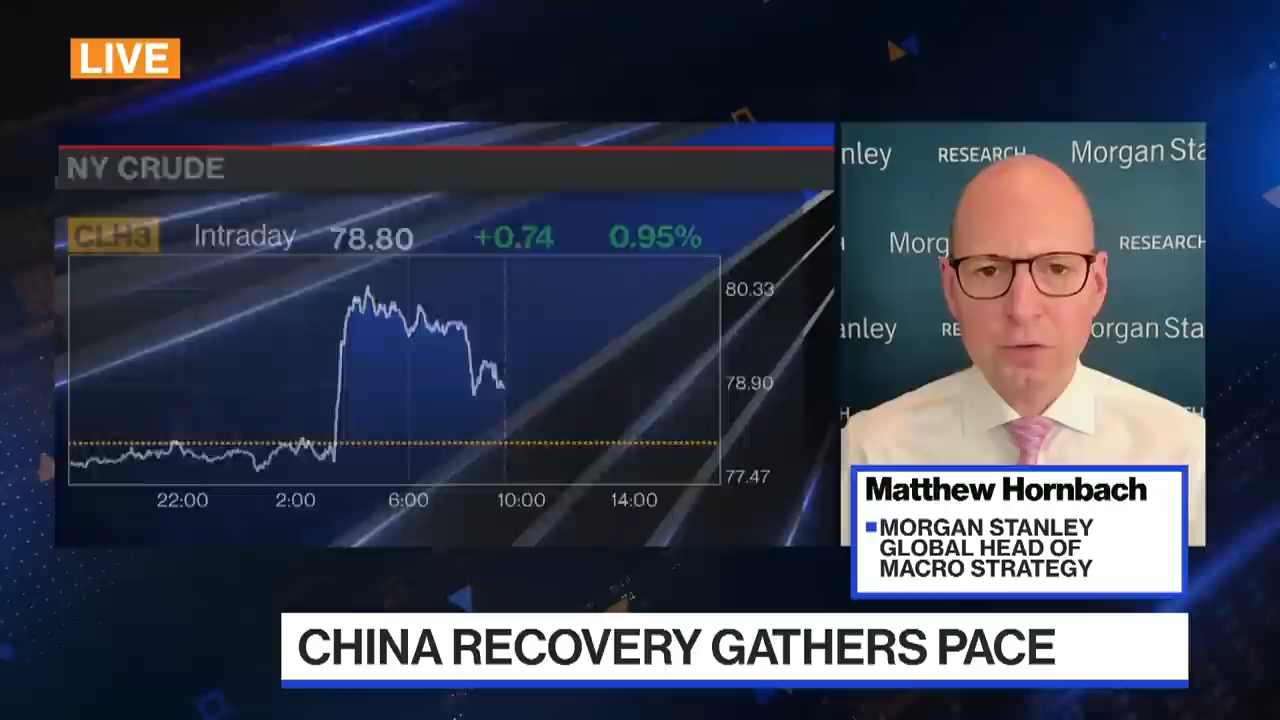 LIVE
NY CRUDE
CLH3 Intraday 78.80 +0.74 0.95%
80.33
78.90
77.47
22:00 2:00 6:00 10:00 14:00
nley RESEARCH Morgan Sta
Morg RESEARCH
anley RE organ Sta
H CH
Matthew Hornbach
MORGAN STANLEY
GLOBAL HEAD OF
MACRO STRATEGY
CHINA RECOVERY GATHERS PACE